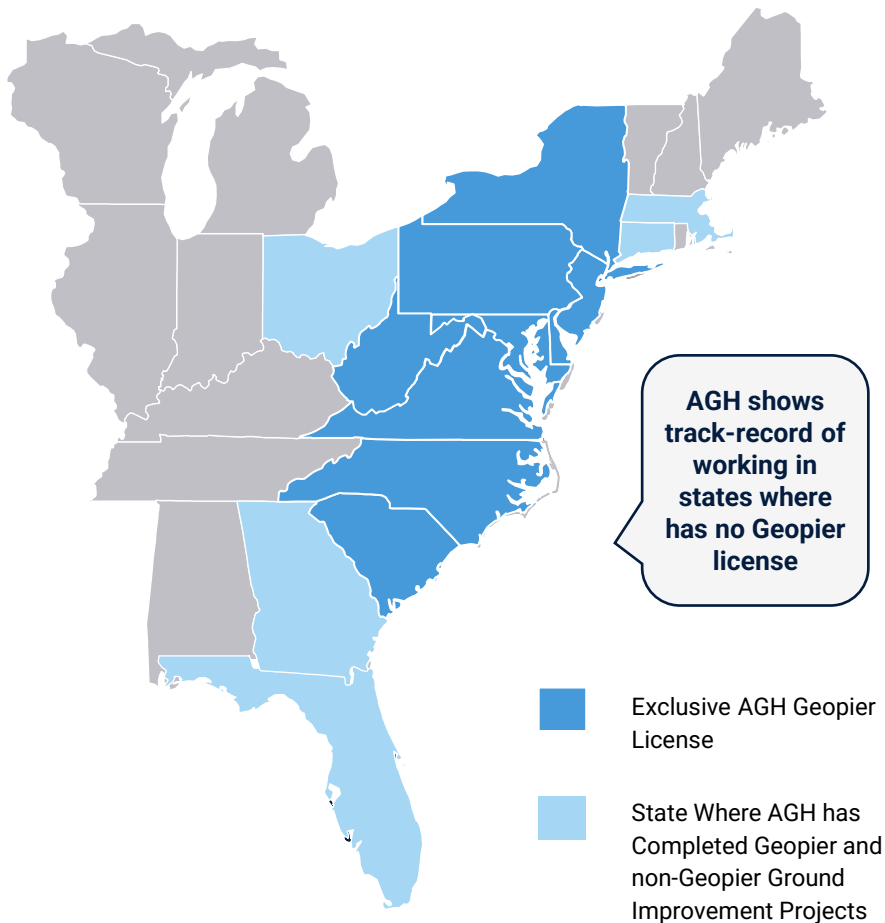 AGH shows
track-record of
working in
states where
has no Geopier
license
Exclusive AGH Geopier
License
State Where AGH has
Completed Geopier and
non-Geopier Ground
Improvement Projects